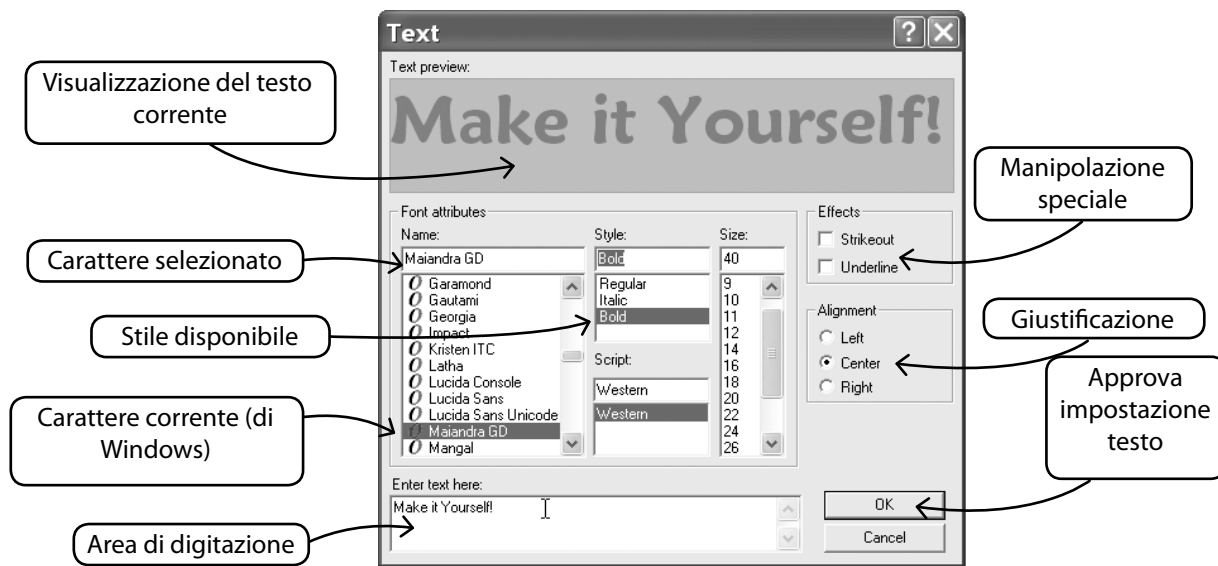 Text
Text preview:
Make it Yourself!
Visualizzazione del testo
corrente
Manipolazione
speciale
Font attributes
Name:
Style:
Size:
Effects
Strikeout
Underline
Carattere selezionato
Maiandra GD
Bold
40
Garamond
Gautami
Georgia
Impact
Kristen ITC
Latha
Lucida Console
Lucida Sans
Lucida Sans Unicode
Maiandra GD
Mangal
Regular
Italic
Bold
Script:
Western
Western
9
10
11
12
14
16
18
20
22
24
26
Stile disponibile
Alignment
Left
Center
Right
Giustificazione
Carattere corrente (di
Windows)
Approva
impostazione
testo
Enter text here:
Make it Yourself!
Area di digitazione
OK
Cancel